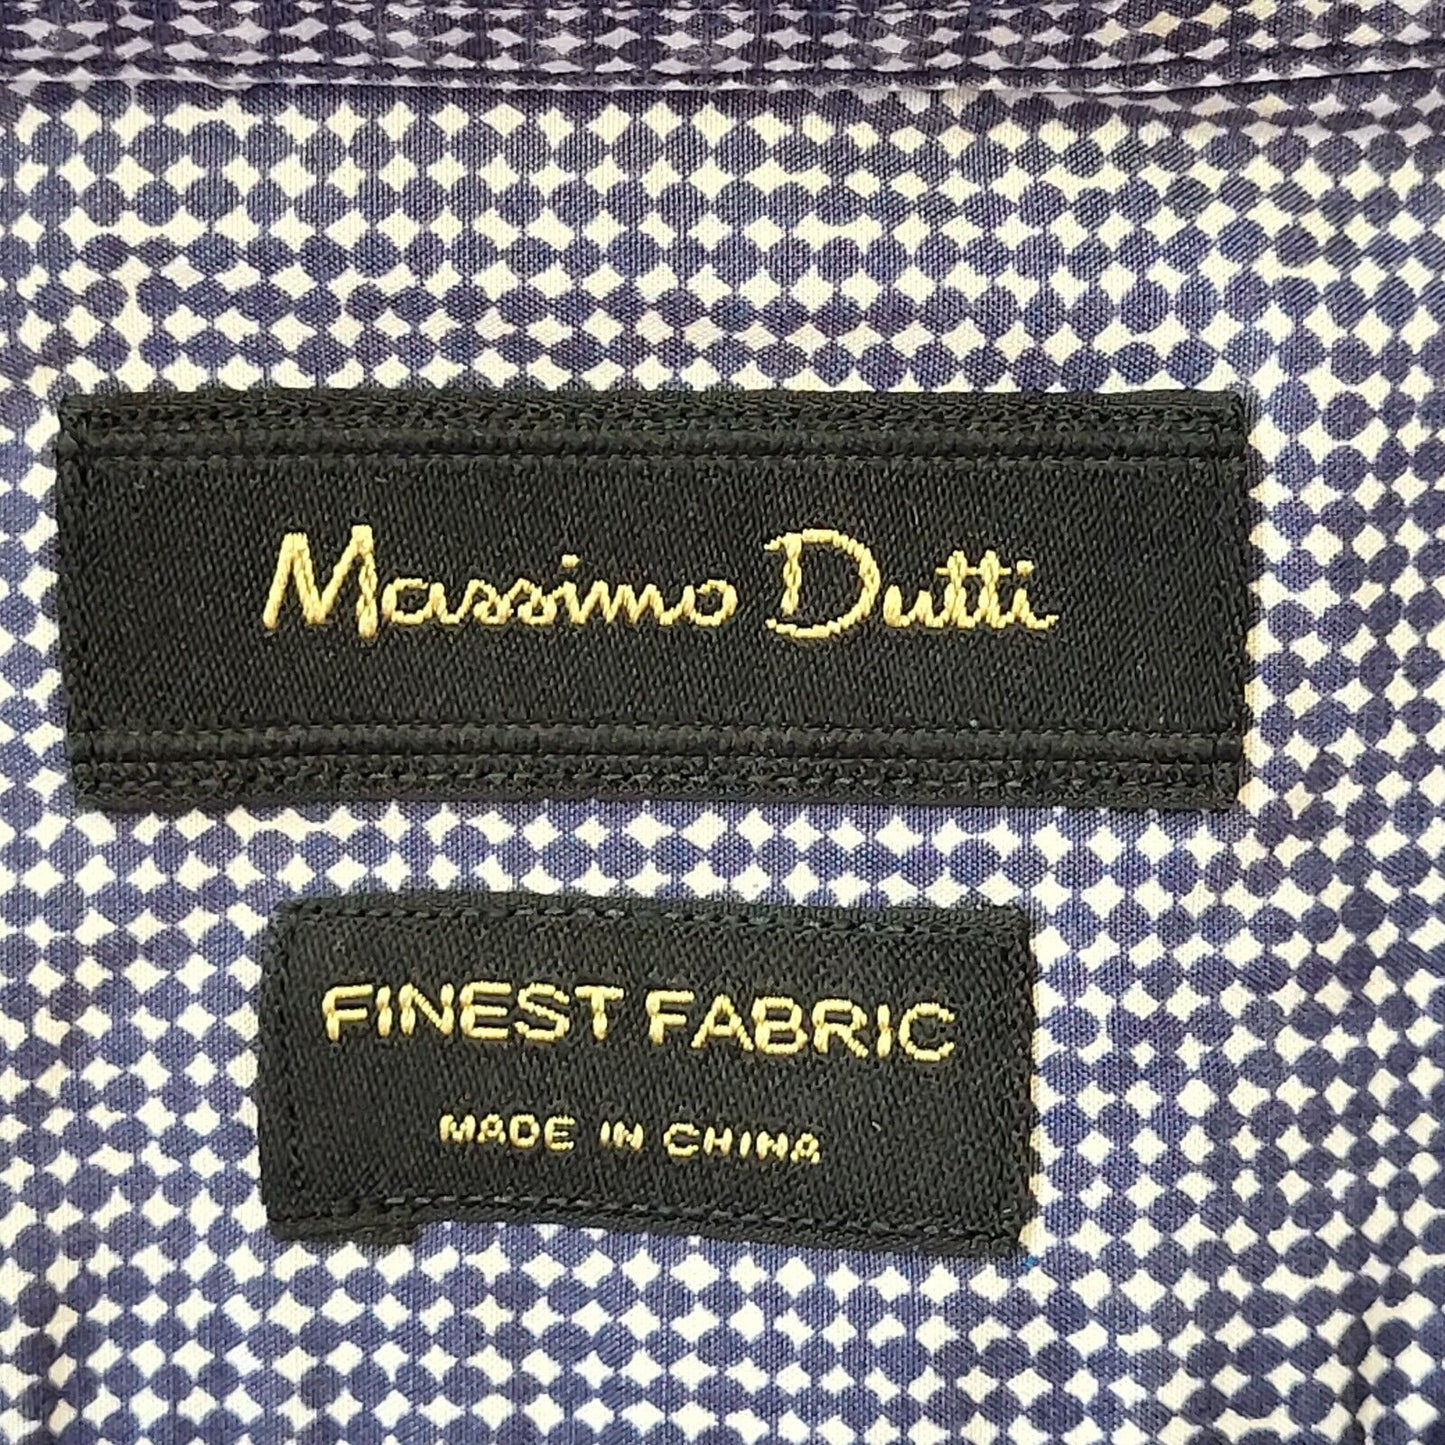 Massimo Dutti
FINEST FABRIC
MADE IN CHINA